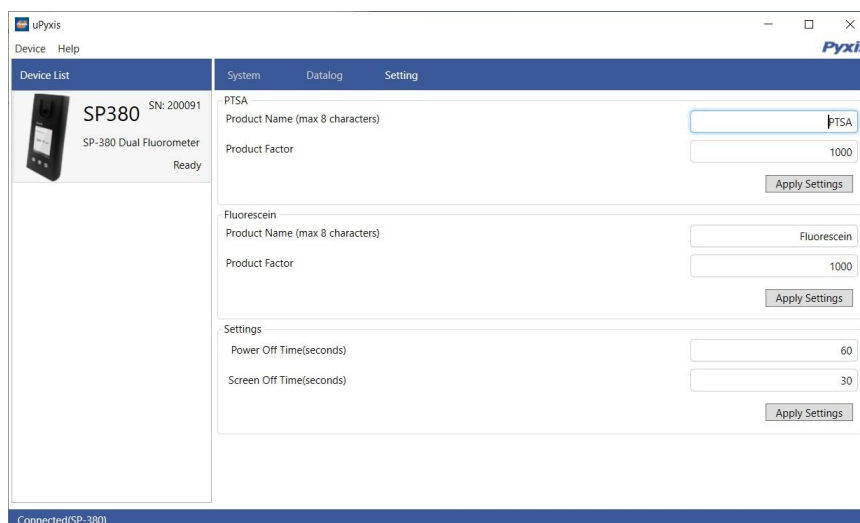 uPyxis
Device Help
Pyxi
Device List
System Datalog Setting
SP380 SN: 200091
SP-380 Dual Fluorometer
Ready
PTSA
Product Name (max 8 characters) PTSA
Product Factor 1000
Apply Settings
Fluorescein
Product Name (max 8 characters) Fluorescein
Product Factor 1000
Apply Settings
Settings
Power Off Time(seconds) 60
Screen Off Time(seconds) 30
Apply Settings
Connected(SP-380)